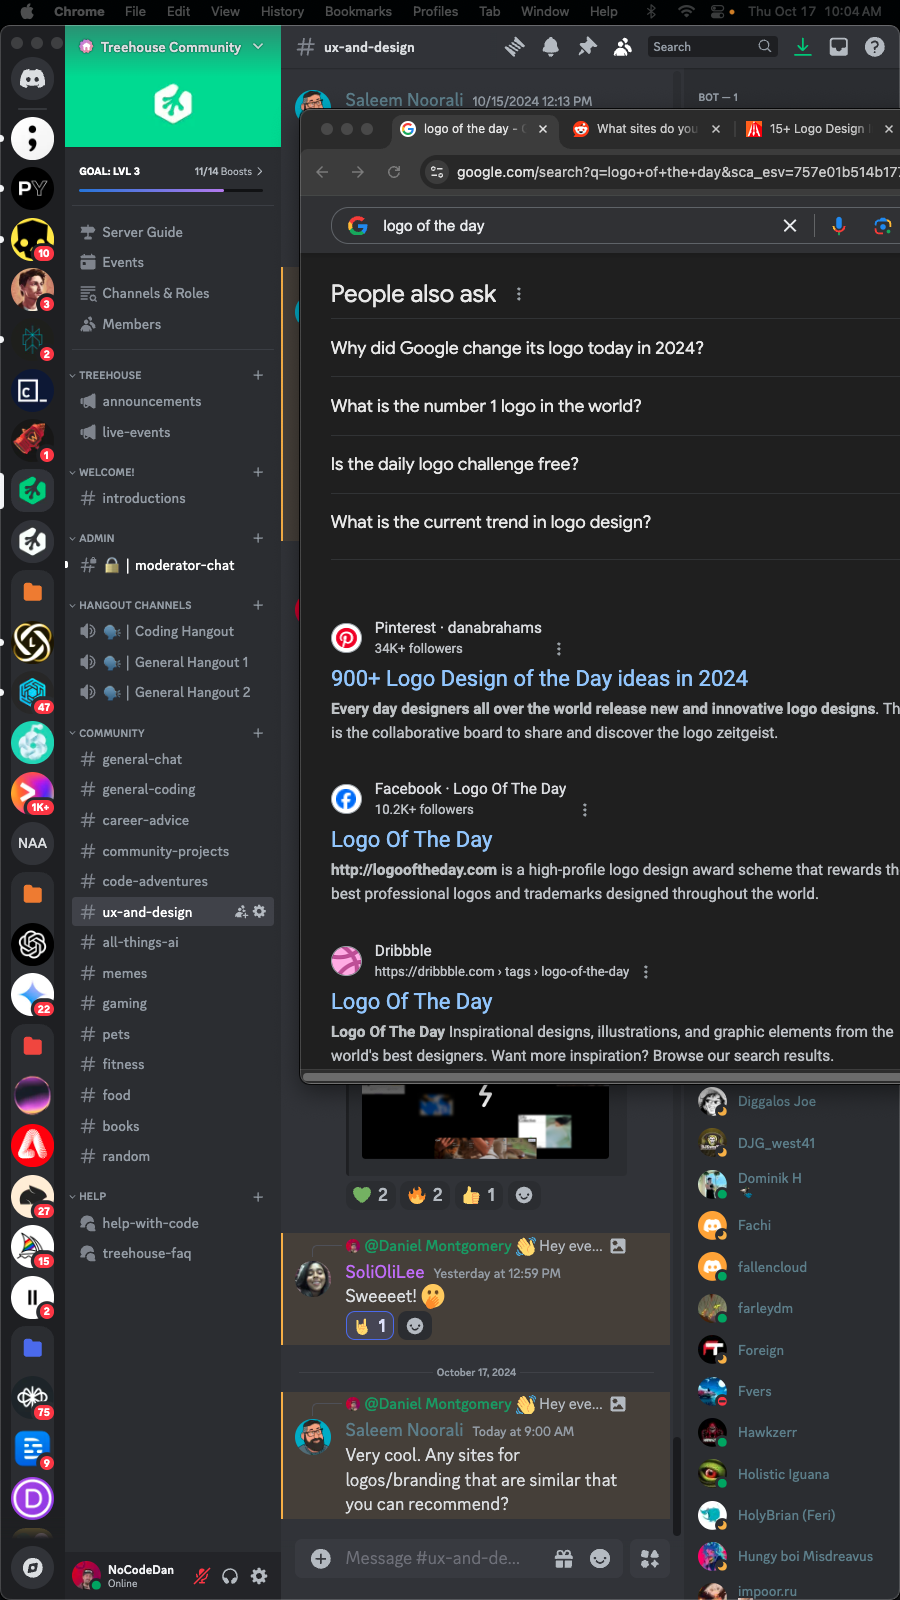 Chrome File Edit View History Bookmarks Profiles Tab Window Help Thu Oct 17 10:04 AM
Treehouse Community
GOAL: LVL 3 11/14 Boosts
Server Guide
Events
Channels & Roles
Members
TREEHOUSE
announcements
live-events
WELCOME!
introductions
ADMIN
| moderator-chat
HANGOUT CHANNELS
| Coding Hangout
| General Hangout 1
| General Hangout 2
COMMUNITY
general-chat
general-coding
career-advice
community-projects
code-adventures
ux-and-design
all-things-ai
memes
gaming
pets
fitness
food
books
random
HELP
help-with-code
treehouse-faq
NoCodeDan
Online
PY
10
3
2
1
47
1K+
NAA
22
27
15
2
75
9
# ux-and-design
Search
Saleem Noorali 10/15/2024 12:13 PM
BOT — 1
logo of the day -
What sites do you
15+ Logo Design
google.com/search?q=logo+of+the+day&sca_esv=757e01b514b177
logo of the day
People also ask
Why did Google change its logo today in 2024?
What is the number 1 logo in the world?
Is the daily logo challenge free?
What is the current trend in logo design?
Pinterest · danabrahams
34K+ followers
900+ Logo Design of the Day ideas in 2024
Every day designers all over the world release new and innovative logo designs. Th
is the collaborative board to share and discover the logo zeitgeist.
Facebook · Logo Of The Day
10.2K+ followers
Logo Of The Day
http://logooftheday.com is a high-profile logo design award scheme that rewards th
best professional logos and trademarks designed throughout the world.
Dribbble
https://dribbble.com › tags › logo-of-the-day
Logo Of The Day
Logo Of The Day Inspirational designs, illustrations, and graphic elements from the
world's best designers. Want more inspiration? Browse our search results.
2 2 1
@Daniel Montgomery Hey eve...
SoliOliLee Yesterday at 12:59 PM
Sweeeet!
1
October 17, 2024
@Daniel Montgomery Hey eve...
Saleem Noorali Today at 9:00 AM
Very cool. Any sites for
logos/branding that are similar that
you can recommend?
Message #ux-and-de...
Diggalos Joe
DJG_west41
Dominik H
Fachi
fallencloud
farleydm
Foreign
Fvers
Hawkzerr
Holistic Iguana
HolyBrian (Feri)
Hungy boi Misdreavus
impoor.ru